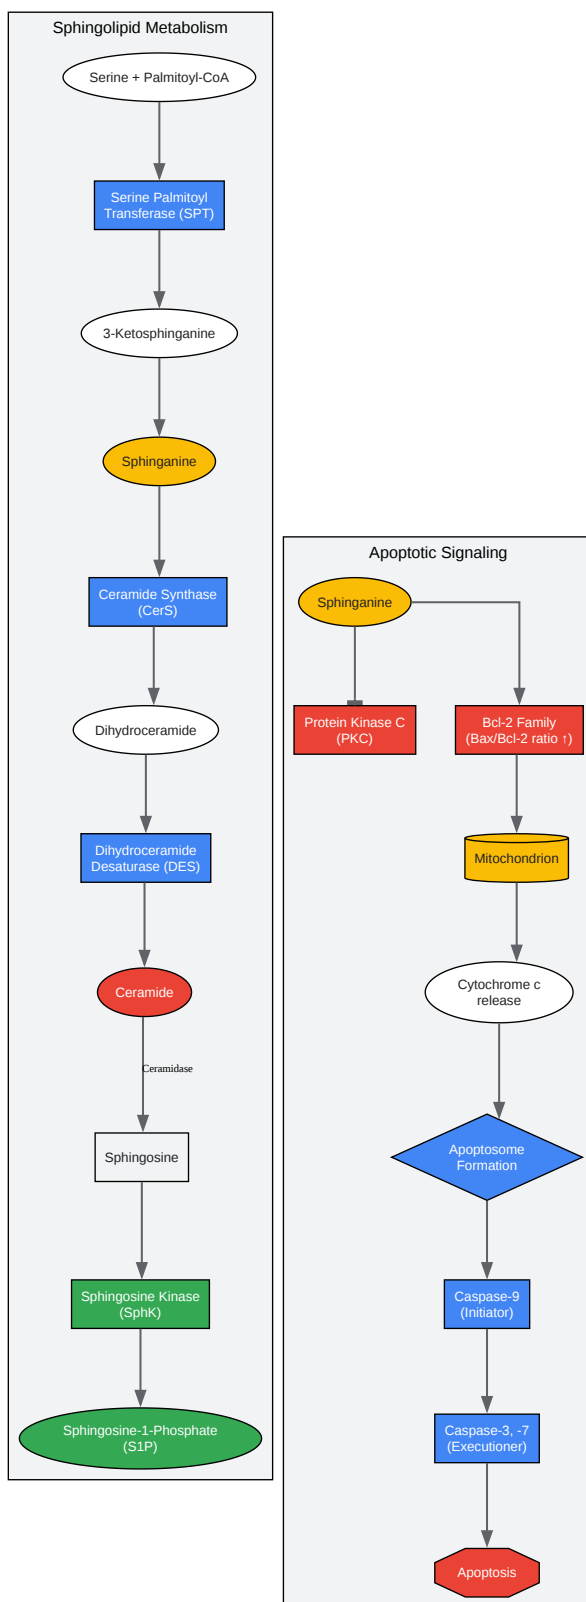 Sphingolipid Metabolism
Serine + Palmitoyl-CoA
Serine Palmitoyl
Transferase (SPT)
3-Ketosphinganine
Sphinganine
Ceramide Synthase
(CerS)
Dihydroceramide
Dihydroceramide
Desaturase (DES)
Ceramide
Ceramidase
Sphingosine
Sphingosine Kinase
(SphK)
Sphingosine-1-Phosphate
(S1P)
Apoptotic Signaling
Sphinganine
Protein Kinase C
(PKC)
Bcl-2 Family
(Bax/Bcl-2 ratio ↑)
Mitochondrion
Cytochrome c
release
Apoptosome
Formation
Caspase-9
(Initiator)
Caspase-3, -7
(Executioner)
Apoptosis